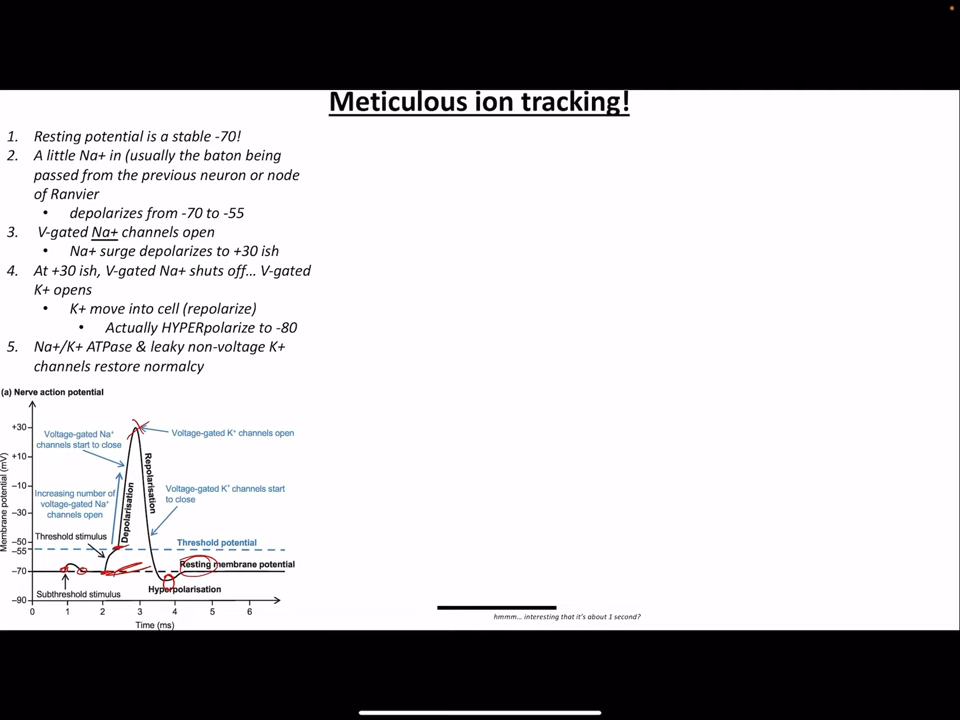 Meticulous ion tracking!
1. Resting potential is a stable -70!
2. A little Na+ in (usually the baton being
passed from the previous neuron or node
of Ranvier
• depolarizes from -70 to -55
3. V-gated Na+ channels open
• Na+ surge depolarizes to +30 ish
4. At +30 ish, V-gated Na+ shuts off... V-gated
K+ opens
• K+ move into cell (repolarize)
• Actually HYPERpolarize to -80
5. Na+/K+ ATPase & leaky non-voltage K+
channels restore normalcy
(a) Nerve action potential
Membrane potential (mV)
+30
+10
−10
−30
−50
−55
−70
−90
Voltage-gated Na⁺
channels start to close
Voltage-gated K⁺ channels open
Increasing number of
voltage-gated Na⁺
channels open
Depolarisation
Repolarisation
Voltage-gated K⁺ channels start
to close
Threshold stimulus
Threshold potential
Resting membrane potential
Subthreshold stimulus
Hyperpolarisation
0 1 2 3 4 5 6
Time (ms)
hmmm... interesting that it's about 1 second?